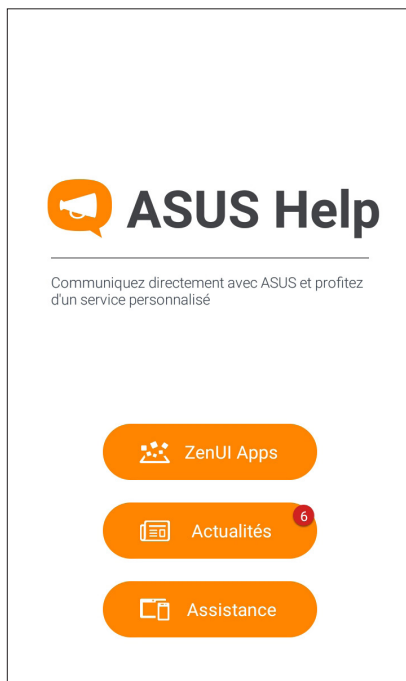 ASUS Help
Communiquez directement avec ASUS et profitez
d'un service personnalisé
ZenUI Apps
6
Actualités
Assistance